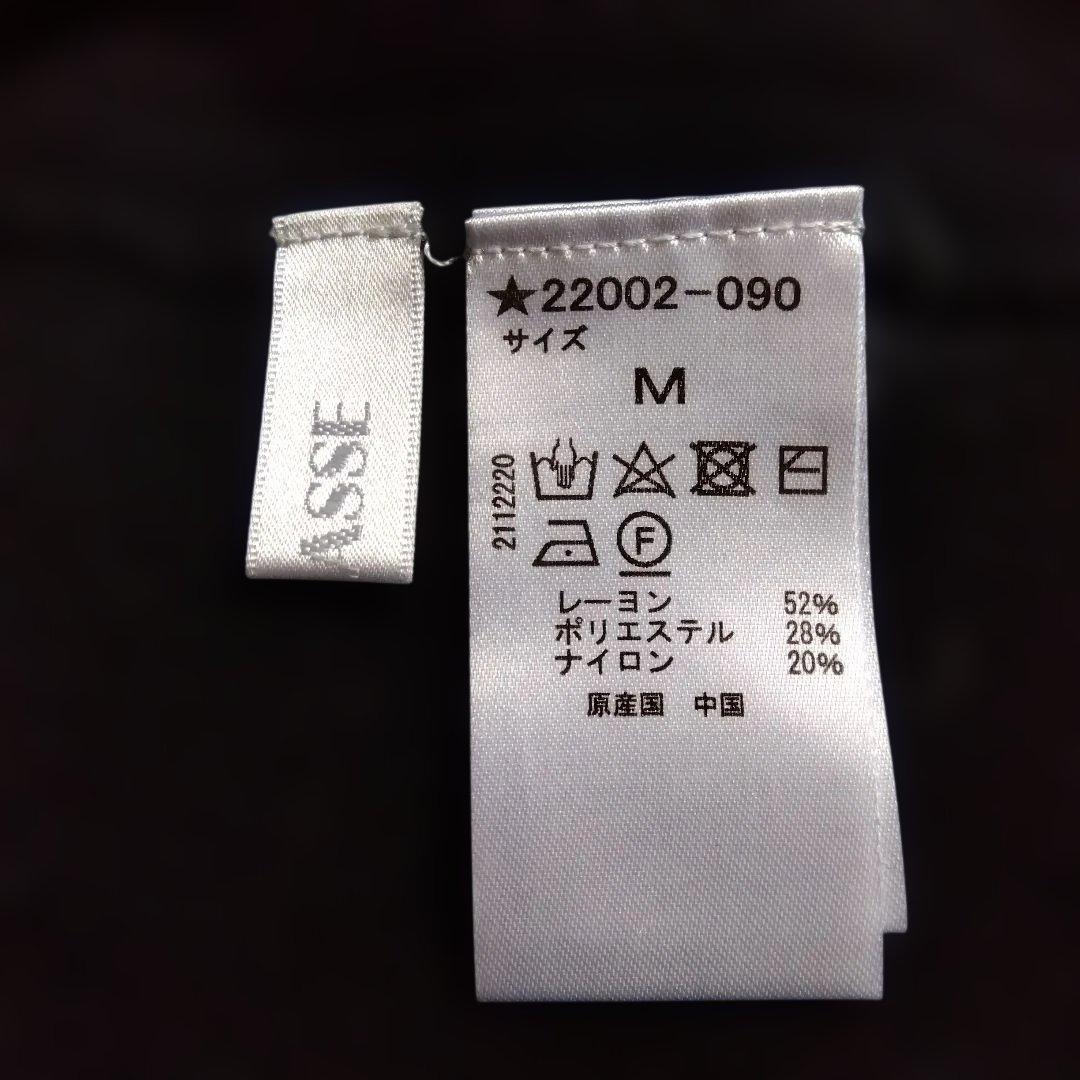 ASSE
★22002-090
サイズ
M
2112220
F
レーヨン 52%
ポリエステル 28%
ナイロン 20%
原産国 中国